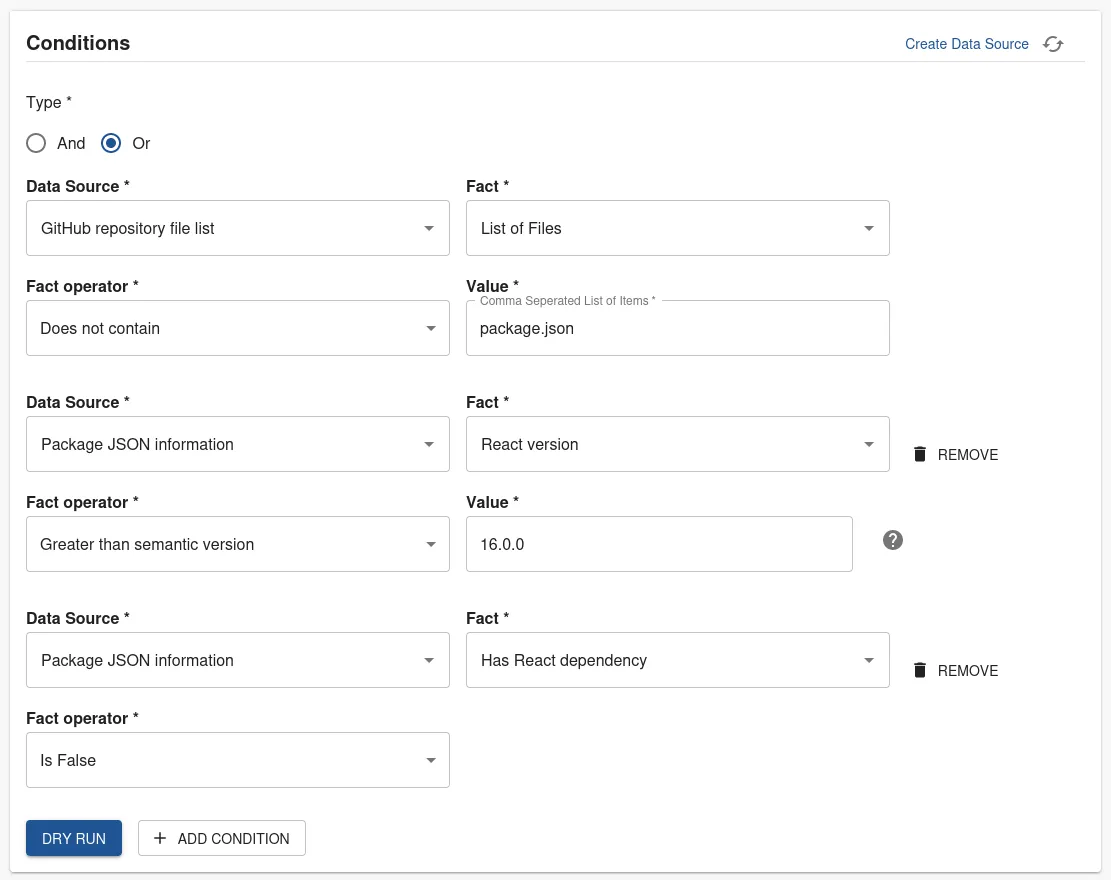 Conditions
Create Data Source
Type *
And
Or
Data Source *
Fact *
GitHub repository file list
List of Files
Fact operator *
Value *
Comma Seperated List of Items *
Does not contain
package.json
Data Source *
Fact *
Package JSON information
React version
REMOVE
Fact operator *
Value *
Greater than semantic version
16.0.0
?
Data Source *
Fact *
Package JSON information
Has React dependency
REMOVE
Fact operator *
Is False
DRY RUN
+ ADD CONDITION